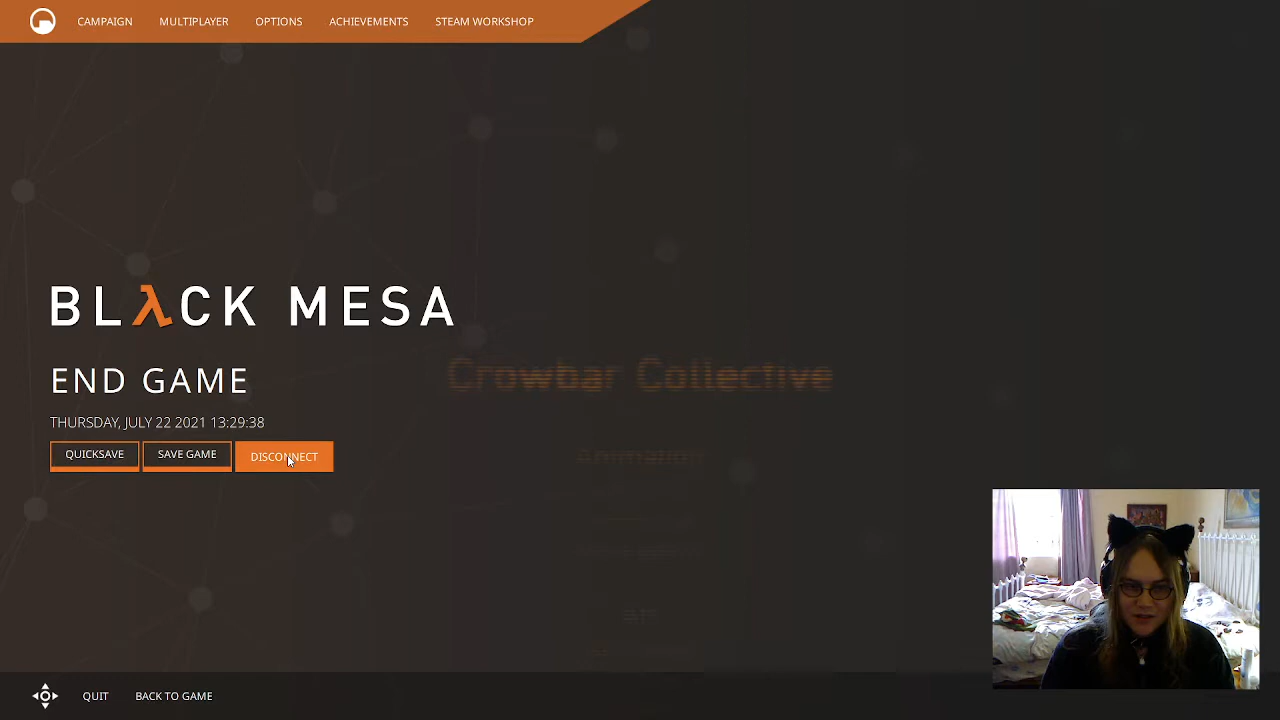 CAMPAIGN MULTIPLAYER OPTIONS ACHIEVEMENTS STEAM WORKSHOP
BLλCK MESA
END GAME
Crowbar Collective
THURSDAY, JULY 22 2021 13:29:38
QUICKSAVE SAVE GAME DISCONNECT
Animation
QUIT BACK TO GAME